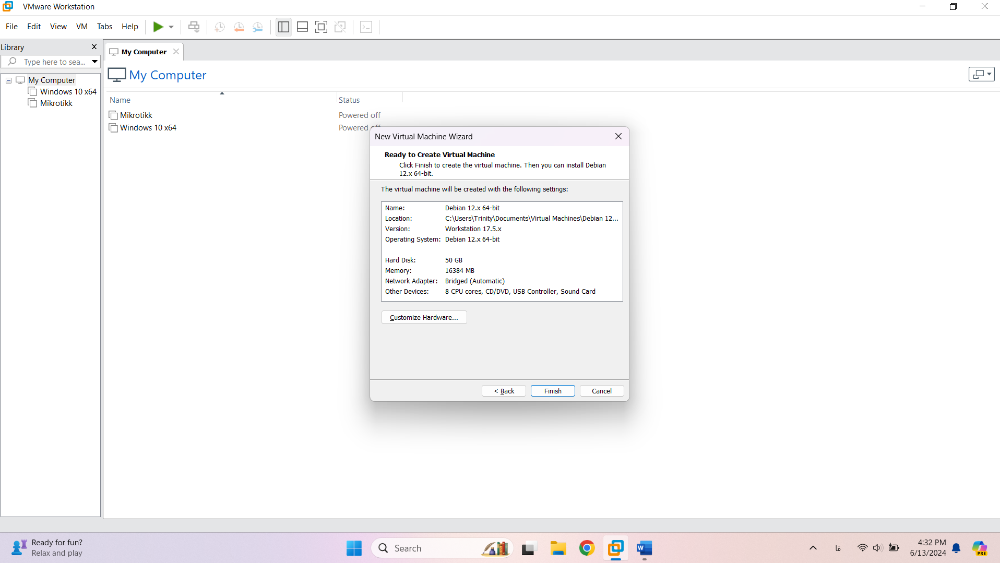 VMware Workstation
File Edit View VM Tabs Help
Library
Type here to sea...
My Computer
Windows 10 x64
Mikrotikk
My Computer
My Computer
Name Status
Mikrotikk Powered off
Windows 10 x64 Powered off
New Virtual Machine Wizard
Ready to Create Virtual Machine
Click Finish to create the virtual machine. Then you can install Debian
12.x 64-bit.
The virtual machine will be created with the following settings:
Name: Debian 12.x 64-bit
Location: C:\Users\Trinity\Documents\Virtual Machines\Debian 12...
Version: Workstation 17.5.x
Operating System: Debian 12.x 64-bit
Hard Disk: 50 GB
Memory: 16384 MB
Network Adapter: Bridged (Automatic)
Other Devices: 8 CPU cores, CD/DVD, USB Controller, Sound Card
Customize Hardware...
< Back Finish Cancel
Ready for fun?
Relax and play
Search
W
فا
4:32 PM
6/13/2024
PRE